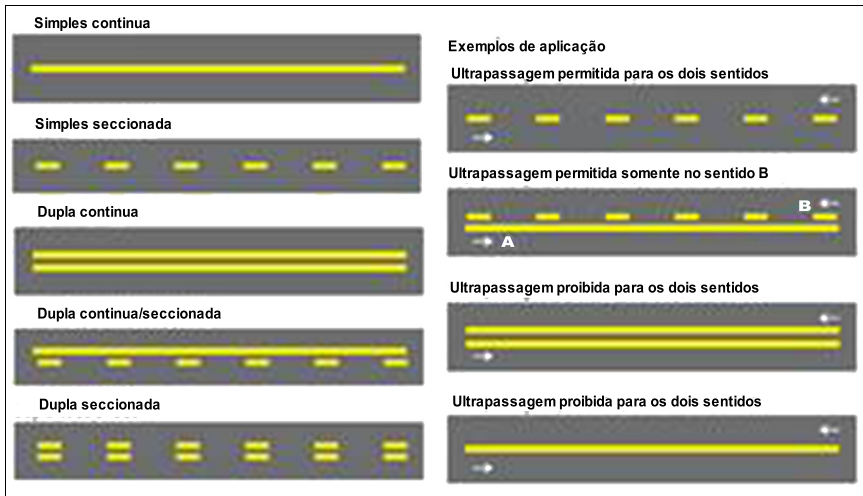 Simples continua
Simples seccionada
Dupla continua
Dupla continua/seccionada
Dupla seccionada
Exemplos de aplicação
Ultrapassagem permitida para os dois sentidos
Ultrapassagem permitida somente no sentido B
B
A
Ultrapassagem proibida para os dois sentidos
Ultrapassagem proibida para os dois sentidos